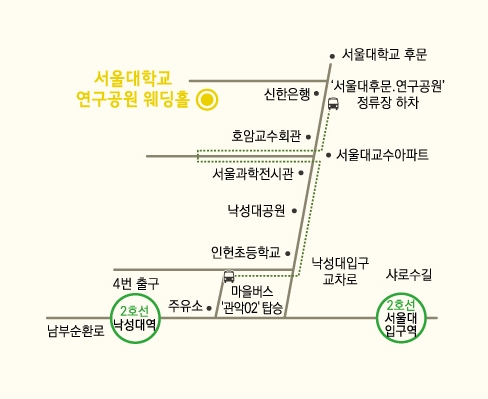 서울대학교 후문
서울대학교
연구공원 웨딩홀
신한은행
‘서울대후문.연구공원’
정류장 하차
호암교수회관
서울대교수아파트
서울과학전시관
낙성대공원
인헌초등학교
낙성대입구
교차로
샤로수길
4번 출구
마을버스
‘관악02’ 탑승
주유소
2호선
낙성대역
2호선
서울대
입구역
남부순환로